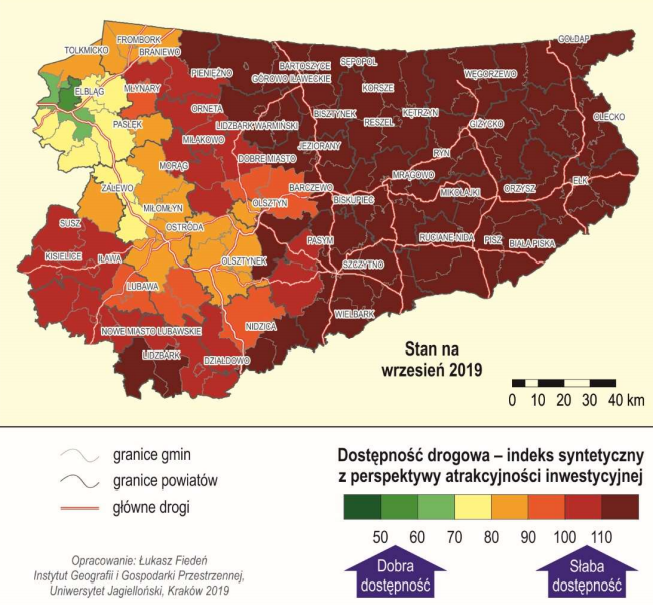 GOŁDAP
FROMBORK
TOLKMICKO
BRANIEWO
SĘPOPOL
BARTOSZYCE
PIENIĘŻNO
WĘGORZEWO
GÓROWO IŁAWECKIE
KORSZE
ELBLĄG
MŁYNARY
ORNETA
BISZTYNEK
KĘTRZYN
OLECKO
PASŁĘK
LIDZBARK WARMIŃSKI
RESZEL
GIŻYCKO
MIŁAKOWO
JEZIORANY
RYN
DOBRE MIASTO
MORĄG
MRĄGOWO
EŁK
ZALEWO
BARCZEWO
MIKOŁAJKI
ORZYSZ
OLSZTYN
BISKUPIEC
MIŁOMŁYN
SUSZ
OSTRÓDA
PASYM
RUCIANE-NIDA
PISZ
BIAŁA PISKA
KISIELICE
IŁAWA
OLSZTYNEK
SZCZYTNO
LUBAWA
WIELBARK
NIDZICA
NOWE MIASTO LUBAWSKIE
LIDZBARK
DZIAŁDOWO
Stan na
wrzesień 2019
0 10 20 30 40 km
granice gmin
granice powiatów
główne drogi
Opracowanie: Łukasz Fiedeń
Instytut Geografii i Gospodarki Przestrzennej,
Uniwersytet Jagielloński, Kraków 2019
Dostępność drogowa – indeks syntetyczny
z perspektywy atrakcyjności inwestycyjnej
50 60 70 80 90 100 110
Dobra
dostępność
Słaba
dostępność